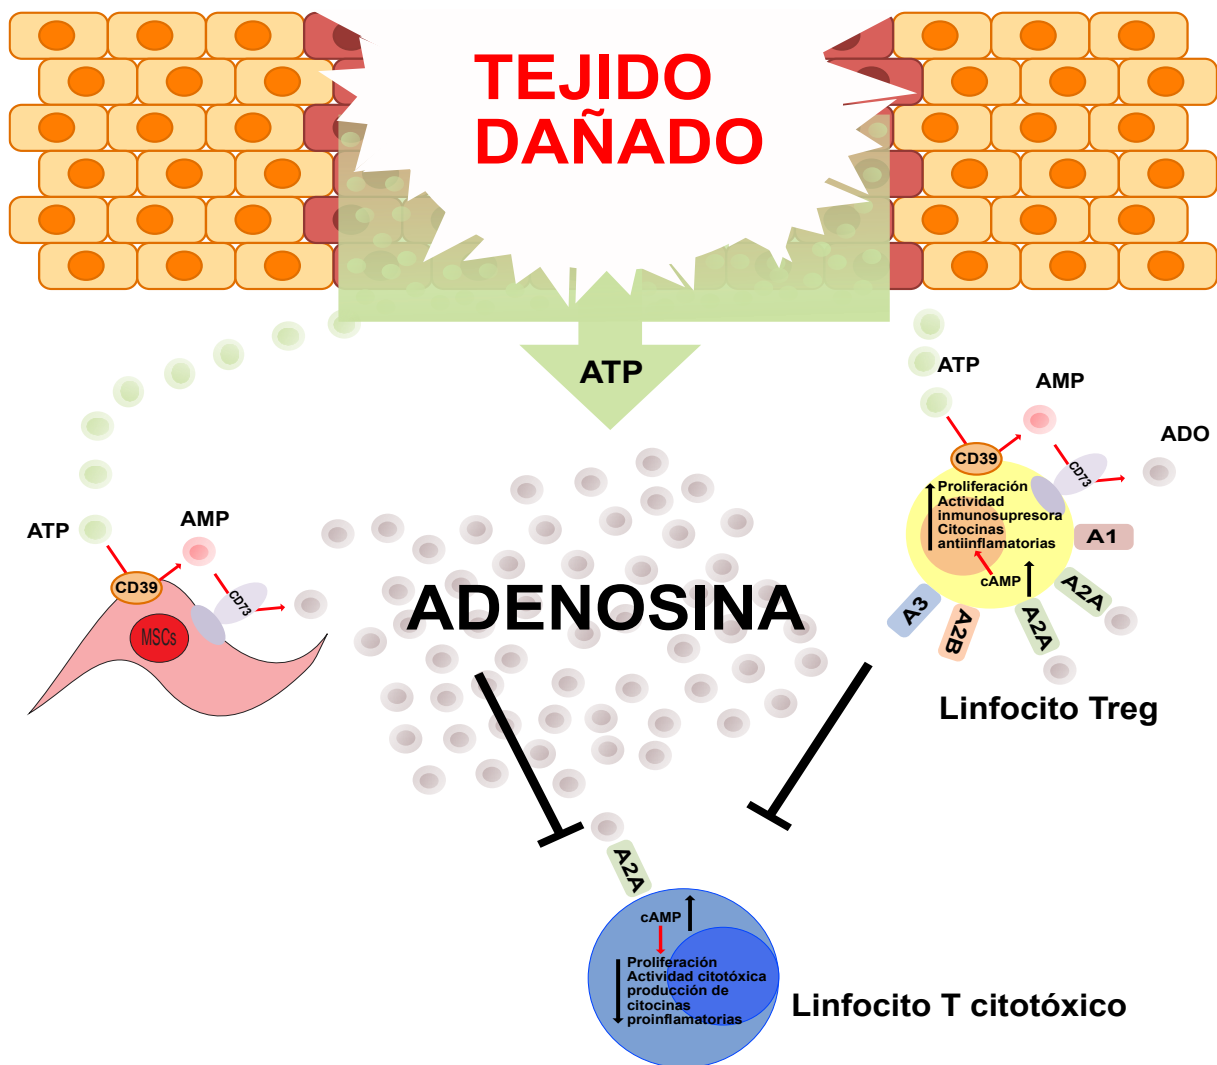 TEJIDO
DAÑADO
ATP
ATP
AMP
ADO
CD39
CD73
Proliferación
Actividad
inmunosupresora
Citocinas
antiinflamatorias
cAMP
A1
A2A
A2A
A2B
A3
Linfocito Treg
ATP
AMP
CD39
CD73
MSCs
ADENOSINA
A2A
cAMP
Proliferación
Actividad citotóxica
producción de
citocinas
proinflamatorias
Linfocito T citotóxico